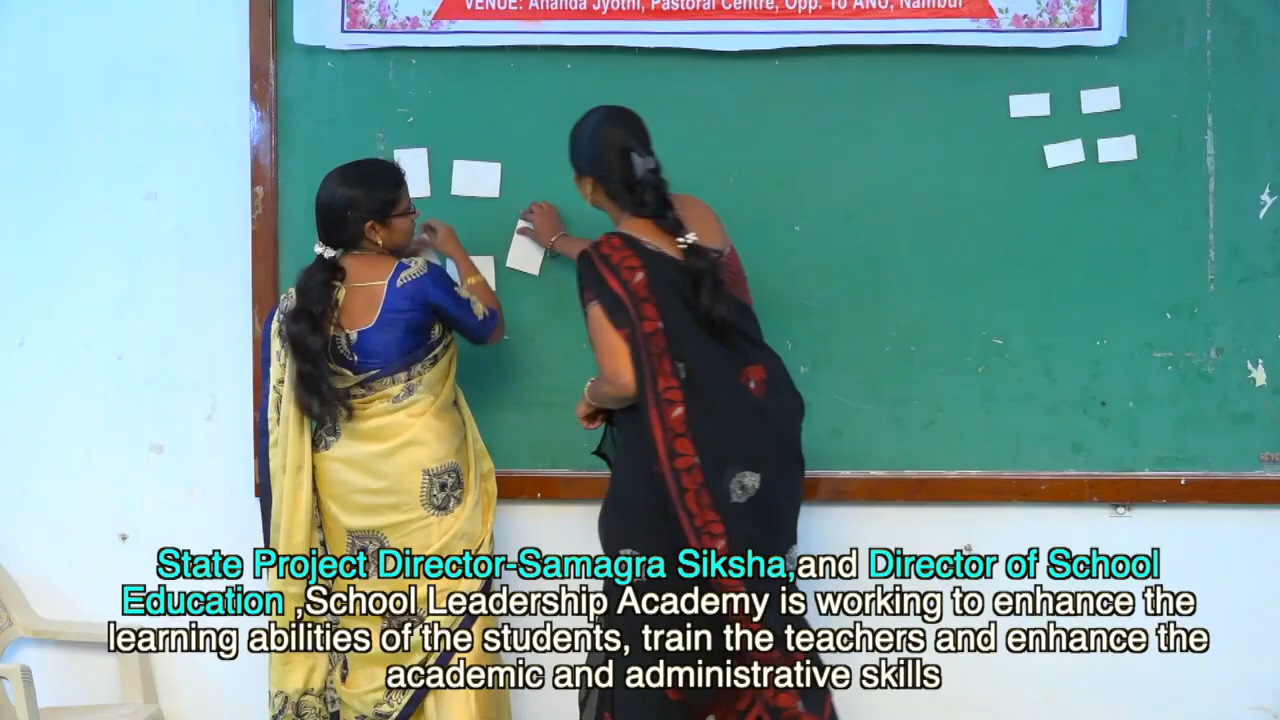 VENUE: Ananda Jyothi, Pastoral Centre, Opp. To ANU, Nambur
State Project Director-Samagra Siksha,and Director of School
Education ,School Leadership Academy is working to enhance the
learning abilities of the students, train the teachers and enhance the
academic and administrative skills